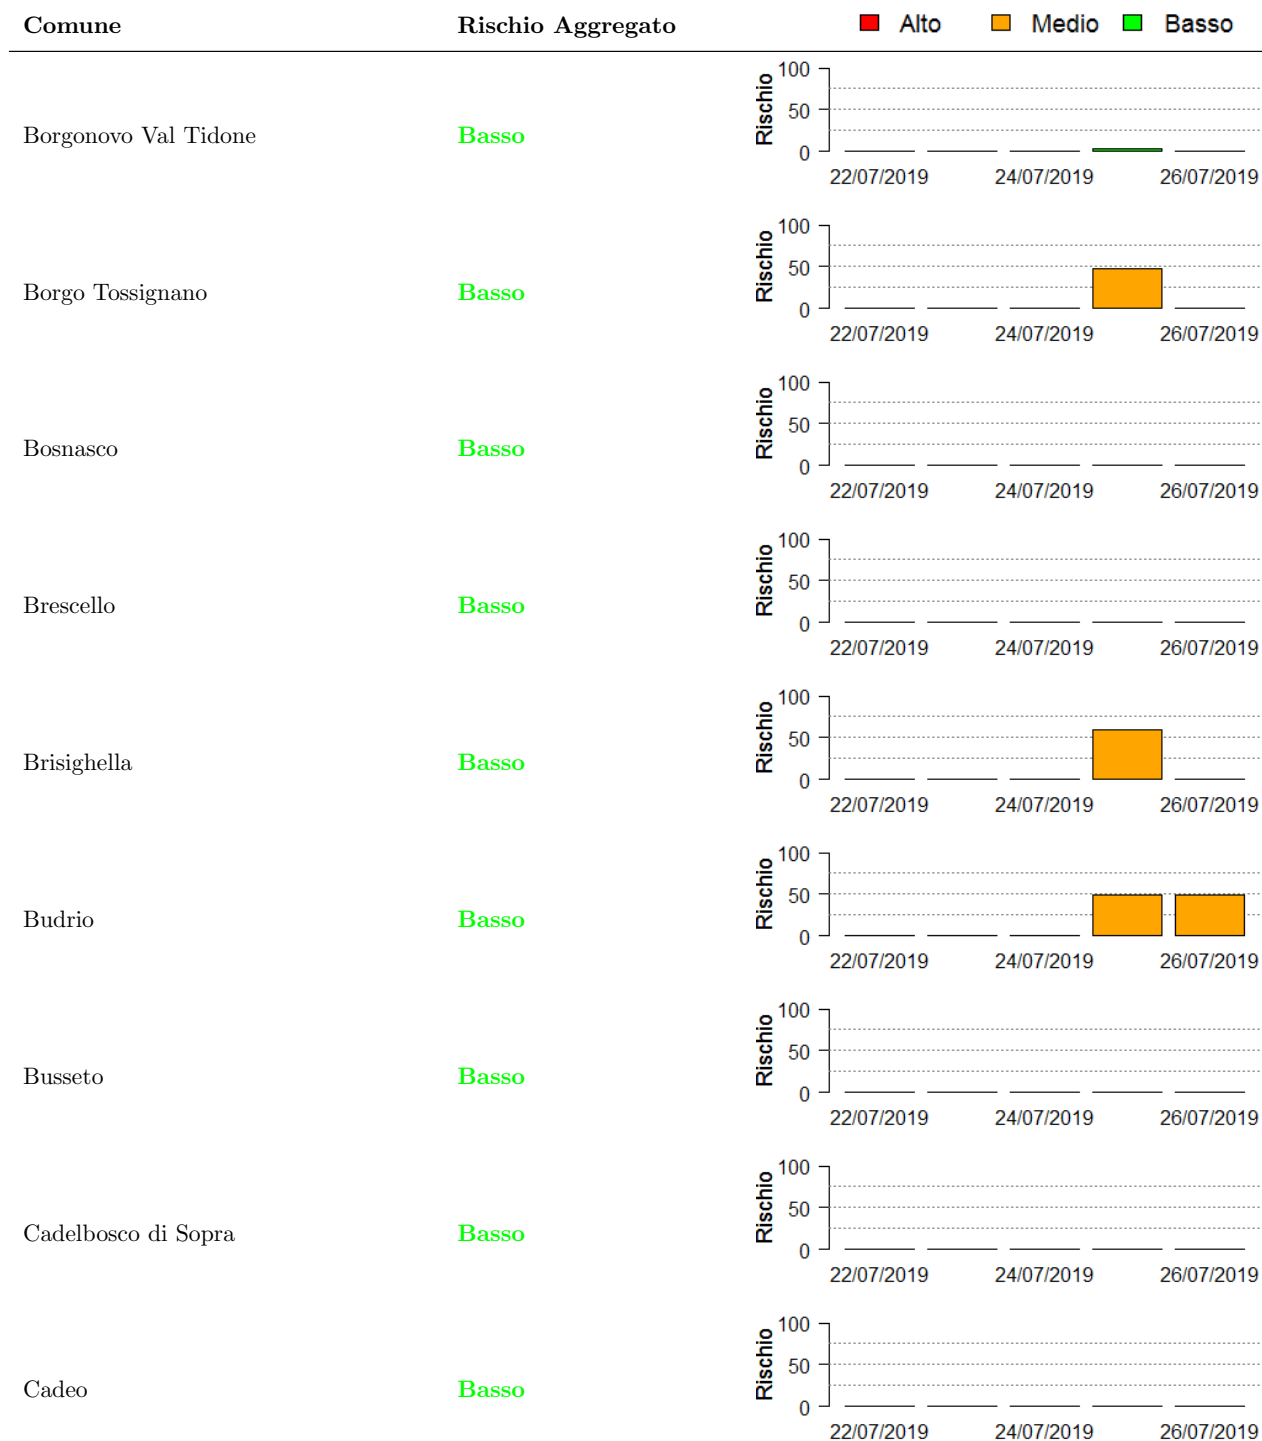 Comune Rischio Aggregato Alto Medio Basso
100
50
0
Rischio
Borgonovo Val Tidone Basso
22/07/2019 24/07/2019 26/07/2019
100
50
0
Rischio
Borgo Tossignano Basso
22/07/2019 24/07/2019 26/07/2019
100
50
0
Rischio
Bosnasco Basso
22/07/2019 24/07/2019 26/07/2019
100
50
0
Rischio
Brescello Basso
22/07/2019 24/07/2019 26/07/2019
100
50
0
Rischio
Brisighella Basso
22/07/2019 24/07/2019 26/07/2019
100
50
0
Rischio
Budrio Basso
22/07/2019 24/07/2019 26/07/2019
100
50
0
Rischio
Busseto Basso
22/07/2019 24/07/2019 26/07/2019
100
50
0
Rischio
Cadelbosco di Sopra Basso
22/07/2019 24/07/2019 26/07/2019
100
50
0
Rischio
Cadeo Basso
22/07/2019 24/07/2019 26/07/2019